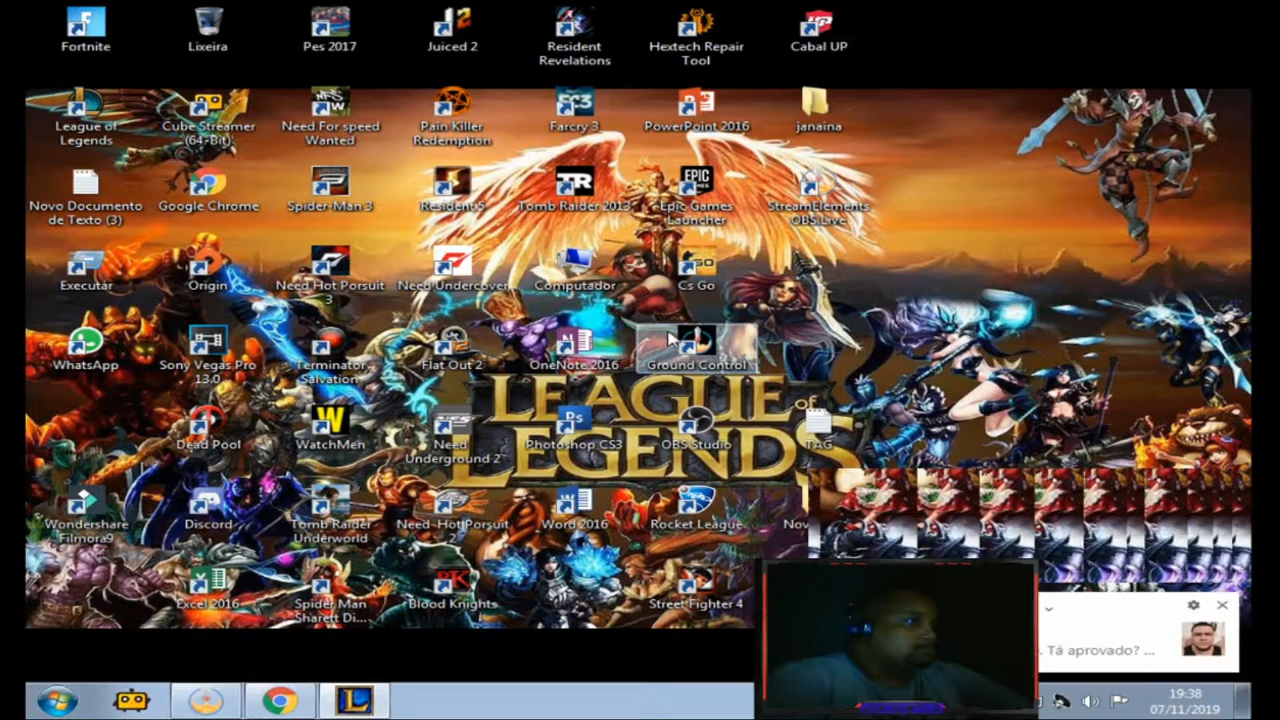 Fortnite
Lixeira
Pes 2017
Juiced 2
Resident
Revelations
Hextech Repair
Tool
Cabal UP
League of
Legends
Cube Streamer
(64-Bit)
Need For speed
Wanted
Pain Killer
Redemption
Farcry 3
PowerPoint 2016
janaina
Novo Documento
de Texto (3)
Google Chrome
Spider-Man 3
Resident 5
Tomb Raider 2013
Epic Games
Launcher
StreamElements
OBS.Live
Executar
Origin
Need Hot Pursuit
3
Need Undercover
Computador
Cs Go
WhatsApp
Sony Vegas Pro
13.0
Terminator
Salvation
Flat Out 2
OneNote 2016
Ground Control
LEAGUE of
LEGENDS
Dead Pool
WatchMen
Need
Underground 2
Photoshop CS3
OBS Studio
TAG
Wondershare
Filmora9
Discord
Tomb Raider
Underworld
Need-Hot Pursuit
2
Word 2016
Rocket League
Nov
Excel 2016
Spider Man
Sharett Di...
Blood Knights
Street Fighter 4
. Tá aprovado? ...
19:38
07/11/2019